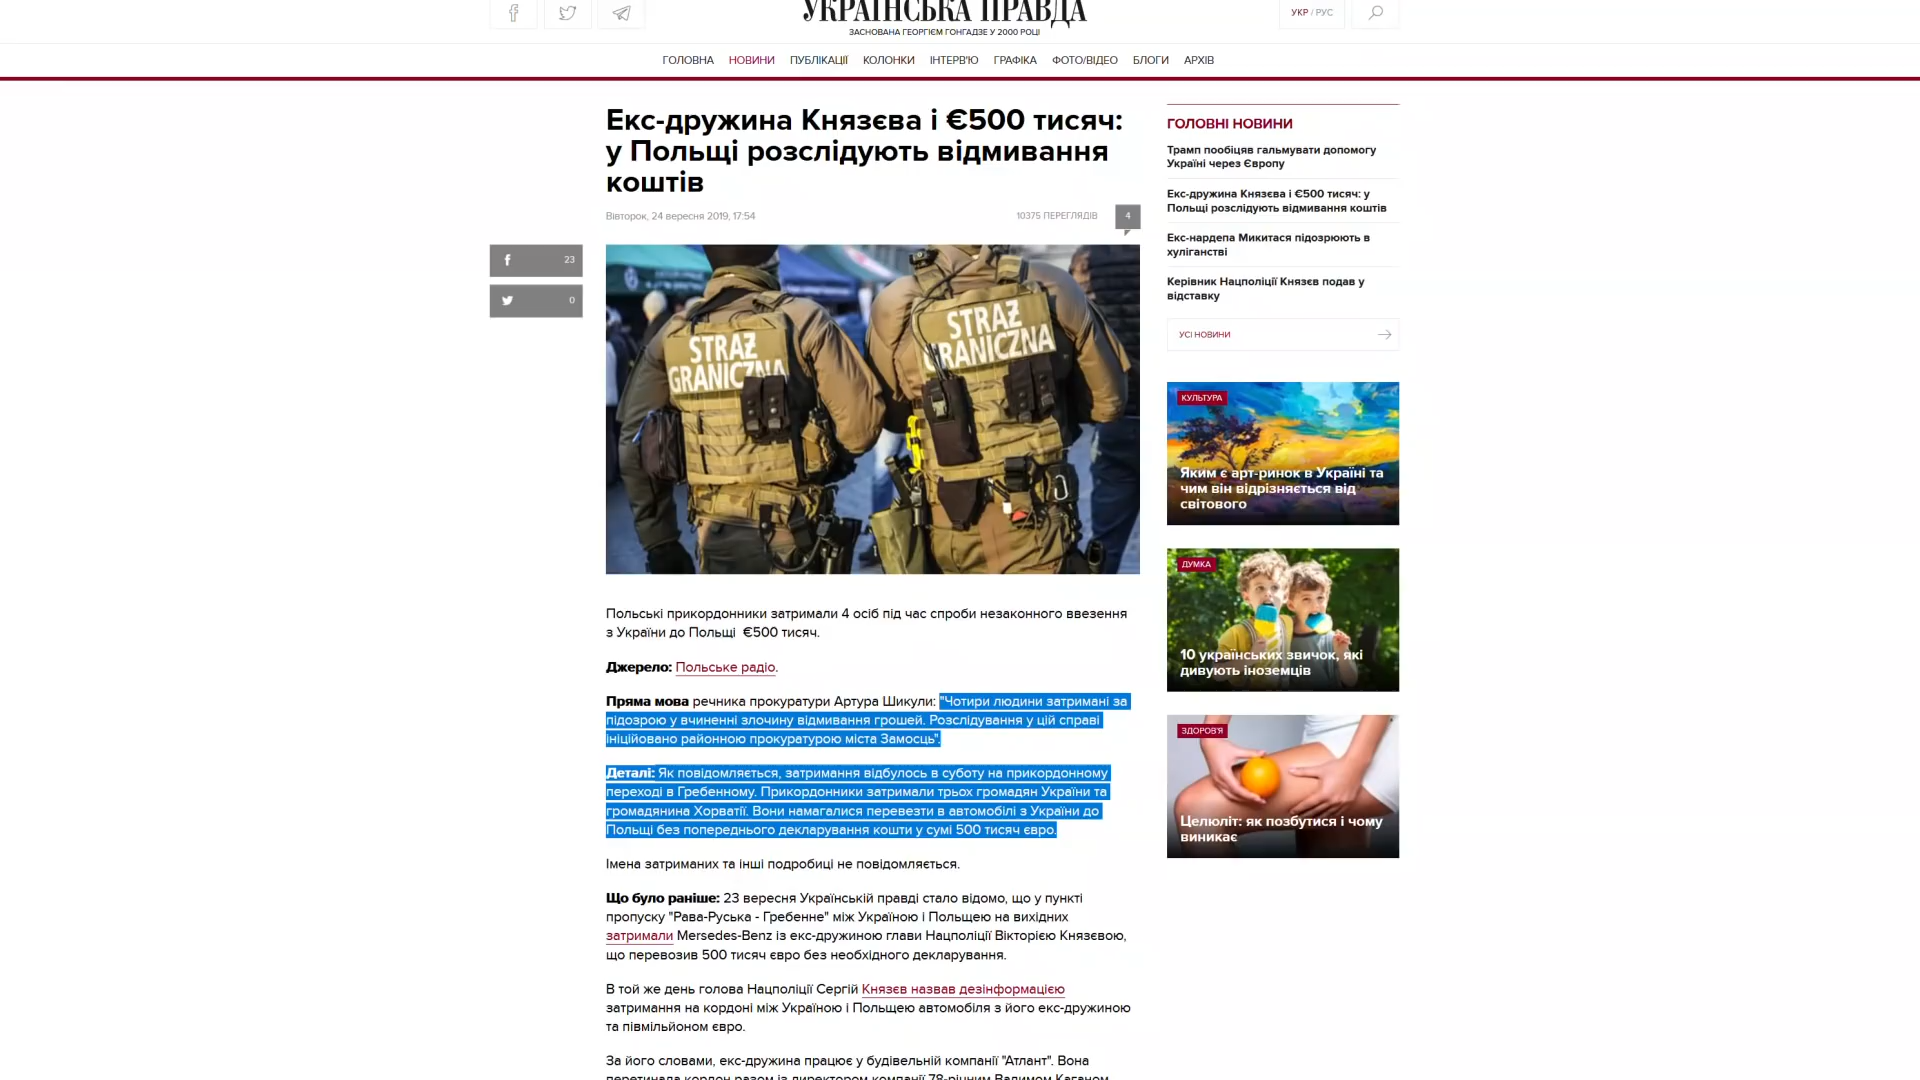 УКРАЇНСЬКА ПРАВДА
ЗАСНОВАНА ГЕОРГІЄМ ГОНГАДЗЕ У 2000 РОЦІ
УКР / РУС
ГОЛОВНА НОВИНИ ПУБЛІКАЦІЇ КОЛОНКИ ІНТЕРВ'Ю ГРАФІКА ФОТО/ВІДЕО БЛОГИ АРХІВ
Екс-дружина Князєва і €500 тисяч:
у Польщі розслідують відмивання
коштів
Вівторок, 24 вересня 2019, 17:54
10375 ПЕРЕГЛЯДІВ
4
23
0
STRAŻ
GRANICZNA
STRAŻ
GRANICZNA
Польські прикордонники затримали 4 осіб під час спроби незаконного ввезення
з України до Польщі €500 тисяч.
Джерело: Польське радіо.
Пряма мова речника прокуратури Артура Шикули: "Чотири людини затримані за
підозрою у вчиненні злочину відмивання грошей. Розслідування у цій справі
ініційовано районною прокуратурою міста Замосць".
Деталі: Як повідомляється, затримання відбулось в суботу на прикордонному
переході в Гребенному. Прикордонники затримали трьох громадян України та
громадянина Хорватії. Вони намагалися перевезти в автомобілі з України до
Польщі без попереднього декларування кошти у сумі 500 тисяч євро.
Імена затриманих та інші подробиці не повідомляється.
Що було раніше: 23 вересня Українській правді стало відомо, що у пункті
пропуску "Рава-Руська - Гребенне" між Україною і Польщею на вихідних
затримали Mersedes-Benz із екс-дружиною глави Нацполіції Вікторією Князєвою,
що перевозив 500 тисяч євро без необхідного декларування.
В той же день голова Нацполіції Сергій Князєв назвав дезінформацією
затримання на кордоні між Україною і Польщею автомобіля з його екс-дружиною
та півмільйоном євро.
За його словами, екс-дружина працює у будівельній компанії "Атлант". Вона
перетинала кордон разом із директором компанії 78-річним Вадимом Каганом
ГОЛОВНІ НОВИНИ
Трамп пообіцяв гальмувати допомогу
Україні через Європу
Екс-дружина Князєва і €500 тисяч: у
Польщі розслідують відмивання коштів
Екс-нардепа Микитася підозрюють в
хуліганстві
Керівник Нацполіції Князєв подав у
відставку
УСІ НОВИНИ
КУЛЬТУРА
Яким є арт-ринок в Україні та
чим він відрізняється від
світового
ДУМКА
10 українських звичок, які
дивують іноземців
ЗДОРОВ'Я
Целюліт: як позбутися і чому
виникає